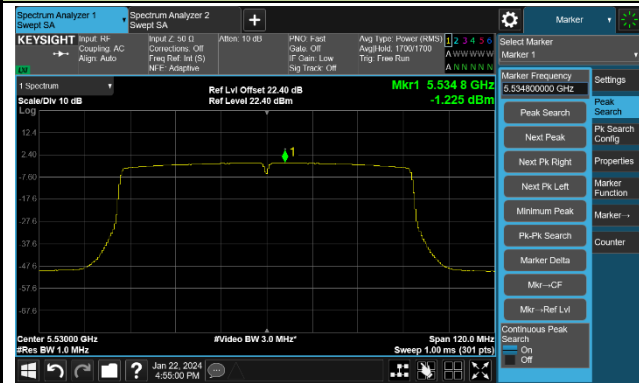 Spectrum Analyzer 1
Swept SA
Spectrum Analyzer 2
Swept SA
Marker
KEYSIGHT
Input: RF
Coupling: AC
Align: Auto
Input Z: 50 Ω
Corrections: Off
Freq Ref: Int (S)
NFE: Adaptive
Atten: 10 dB
PNO: Fast
Gate: Off
IF Gain: Low
Sig Track: Off
Avg Type: Power (RMS)
Avg|Hold: 1700/1700
Trig: Free Run
1 2 3 4 5 6
A W W W W W
A N N N N N
LXI
Select Marker
Marker 1
1 Spectrum
Scale/Div 10 dB
Log
Ref Lvl Offset 22.40 dB
Ref Level 22.40 dBm
Mkr1 5.534 8 GHz
-1.225 dBm
1
12.4
2.40
-7.60
-17.6
-27.6
-37.6
-47.6
-57.6
-67.6
Center 5.53000 GHz
#Res BW 1.0 MHz
#Video BW 3.0 MHz*
Span 120.0 MHz
Sweep 1.00 ms (301 pts)
Marker Frequency
5.534800000 GHz
Peak Search
Next Peak
Next Pk Right
Next Pk Left
Minimum Peak
Pk-Pk Search
Marker Delta
Mkr→CF
Mkr→Ref Lvl
Continuous Peak
Search
On
Off
Settings
Peak
Search
Pk Search
Config
Properties
Marker
Function
Marker→
Counter
Jan 22, 2024
4:55:00 PM